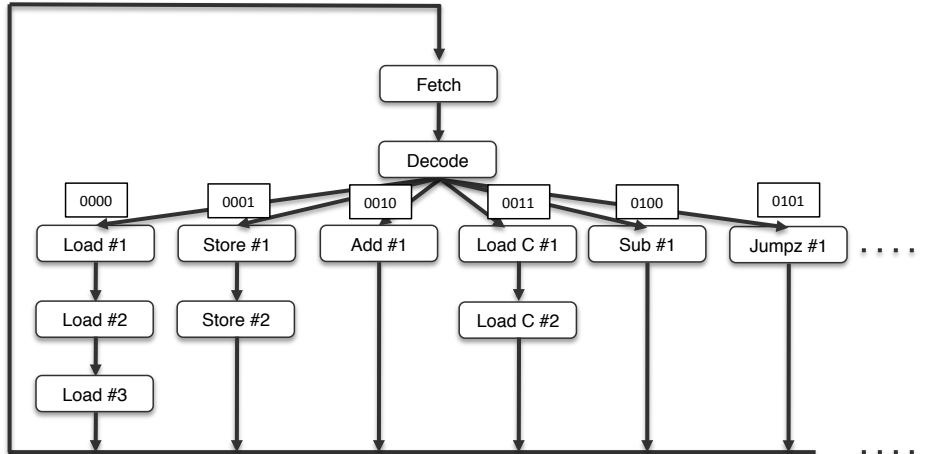 Fetch
Decode
0000
0001
0010
0011
0100
0101
Load #1
Store #1
Add #1
Load C #1
Sub #1
Jumpz #1
. . . .
Load #2
Store #2
Load C #2
Load #3
. . . .